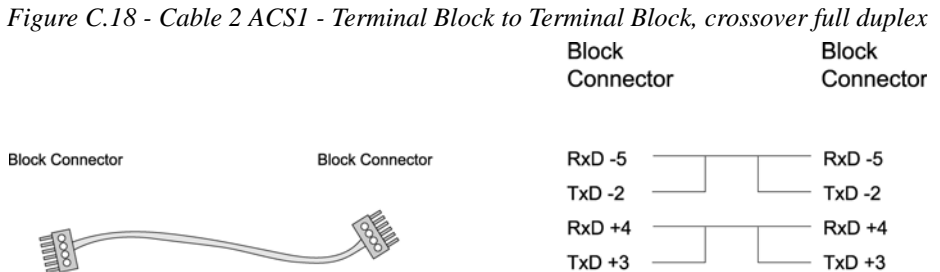 Figure C.18 - Cable 2 ACS1 - Terminal Block to Terminal Block, crossover full duplex
Block Connector
Block Connector
Block
Connector
Block
Connector
RxD -5
RxD -5
TxD -2
TxD -2
RxD +4
RxD +4
TxD +3
TxD +3